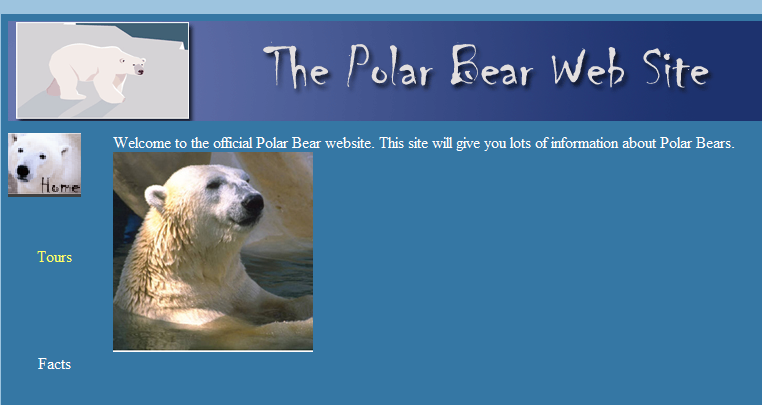 The Polar Bear Web Site
Home
Welcome to the official Polar Bear website. This site will give you lots of information about Polar Bears.
Tours
Facts